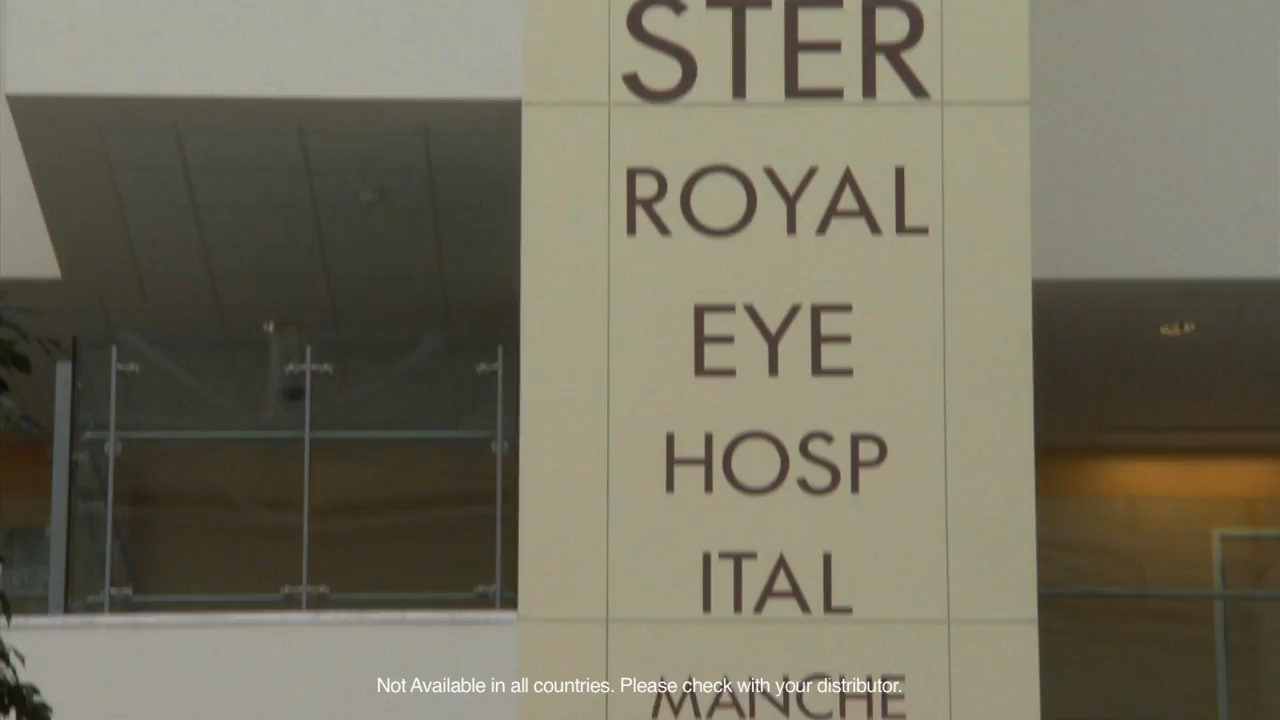 STER
ROYAL
EYE
HOSP
ITAL
MANCHE
Not Available in all countries. Please check with your distributor.